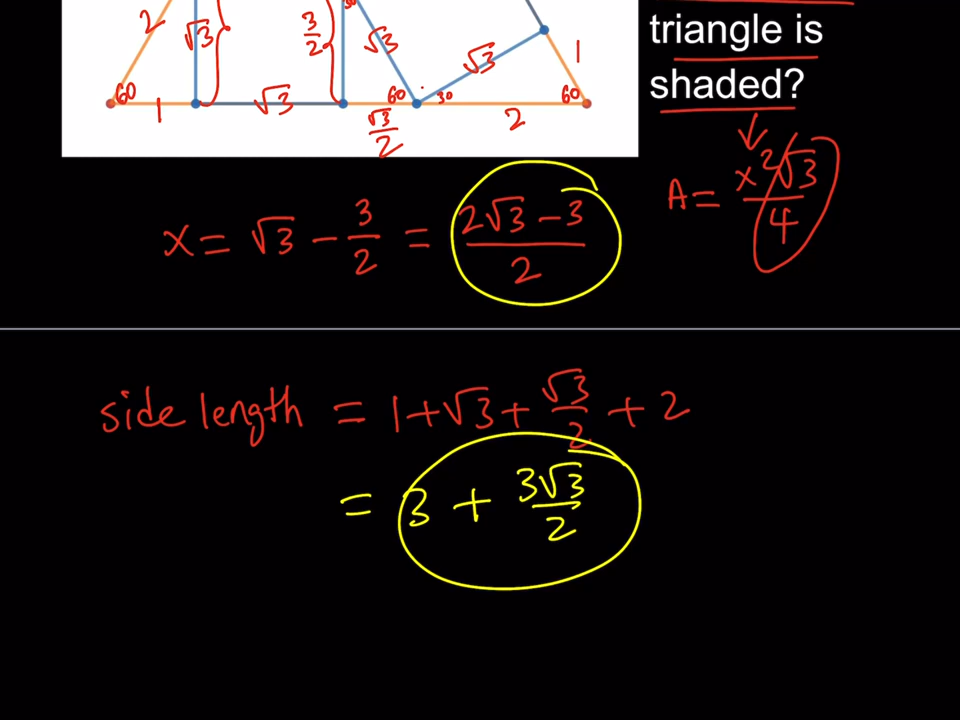 triangle is
shaded?
2 √3 3/2 √3 √3 1
60 1 √3 60 30 2 60
√3/2
A = x²√3/4
x = √3 − 3/2 = (2√3 − 3)/2
side length = 1+√3+ √3/2 + 2
= 3 + 3√3/2